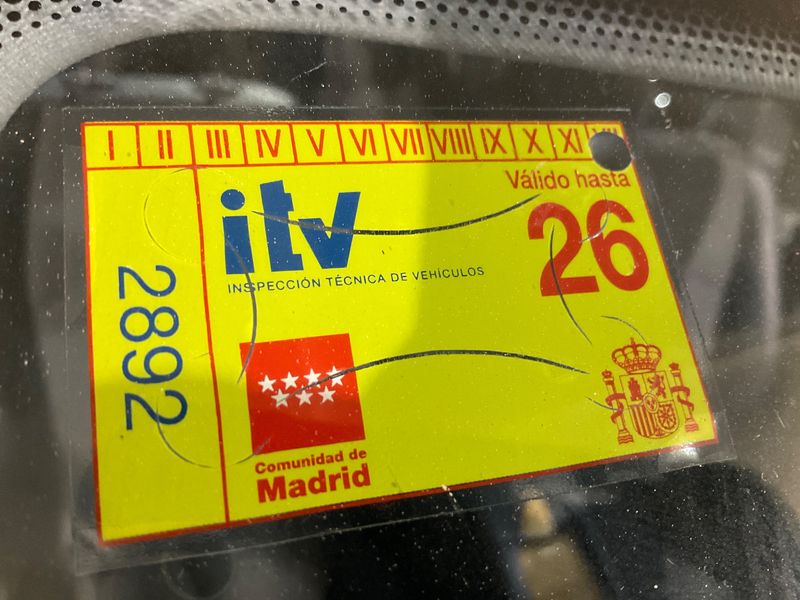 I II III IV V VI VII VIII IX X XI
Válido hasta
26
itv
INSPECCIÓN TÉCNICA DE VEHÍCULOS
2892
Comunidad de
Madrid